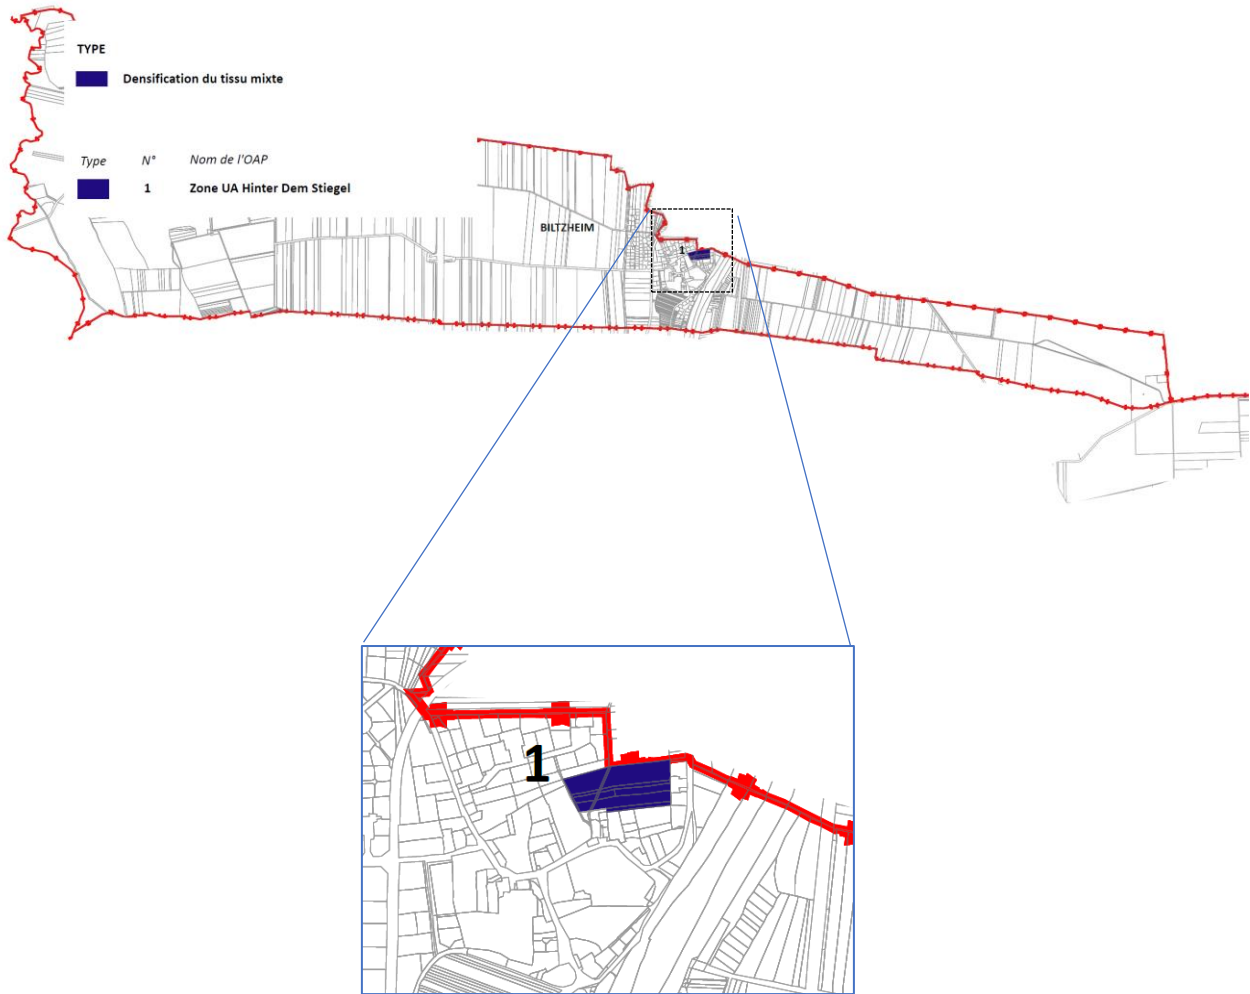 TYPE
Densification du tissu mixte
Type N° Nom de l'OAP
1 Zone UA Hinter Dem Stiegel
BILTZHEIM
1
1